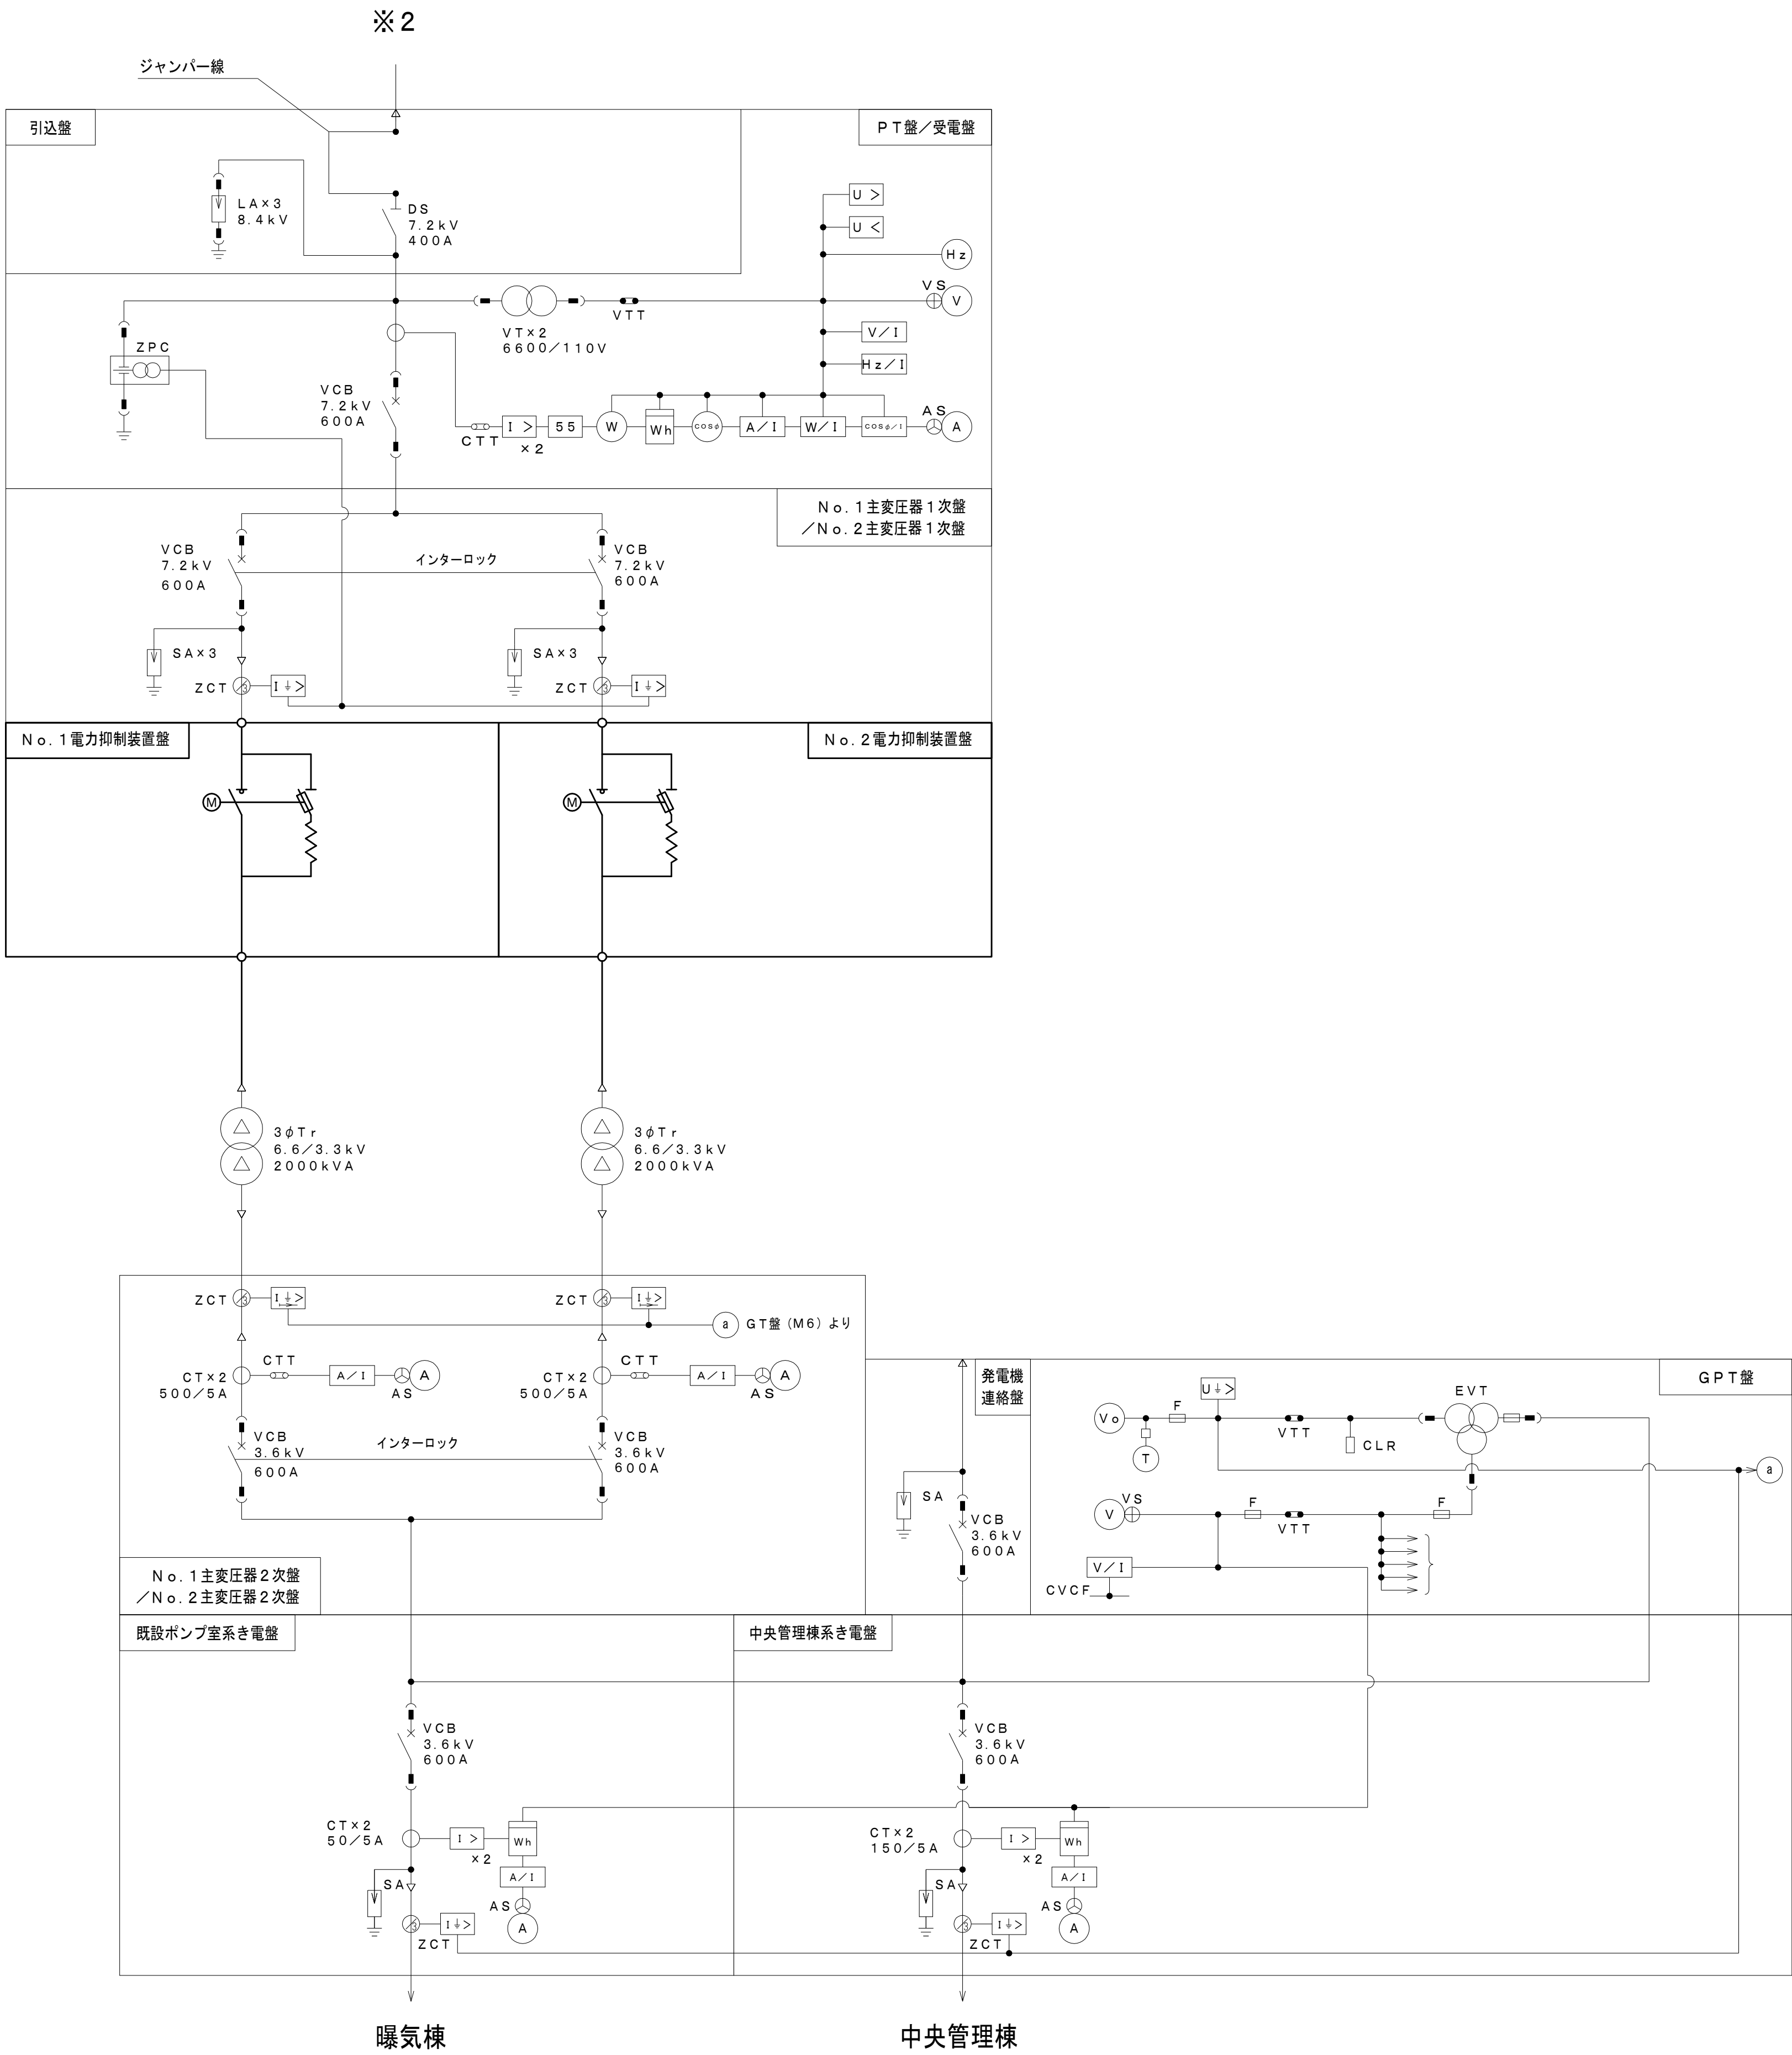 ※2
ジャンパー線
引込盤
PT盤/受電盤
LA×3
8.4kV
DS
7.2kV
400A
U >
U <
Hz
VS
V
VTT
VT×2
6600/110V
V/I
Hz/I
ZPC
VCB
7.2kV
600A
CTT
I >
×2
55
W
Wh
cosφ
A/I
W/I
cosφ/I
AS
A
No.1主変圧器1次盤
/No.2主変圧器1次盤
VCB
7.2kV
600A
インターロック
VCB
7.2kV
600A
SA×3
SA×3
ZCT
3
I ⏚ >
ZCT
3
I ⏚ >
No.1電力抑制装置盤
No.2電力抑制装置盤
M
M
3φTr
6.6/3.3kV
2000kVA
3φTr
6.6/3.3kV
2000kVA
ZCT
3
I ⏚ >
ZCT
3
I ⏚ >
a
GT盤(M6)より
CT×2
500/5A
CTT
A/I
AS
A
CT×2
500/5A
CTT
A/I
AS
A
VCB
3.6kV
600A
インターロック
VCB
3.6kV
600A
No.1主変圧器2次盤
/No.2主変圧器2次盤
発電機
連絡盤
SA
VCB
3.6kV
600A
GPT盤
U ⏚ >
EVT
Vo
F
VTT
CLR
T
a
V
VS
F
VTT
F
V/I
CVCF
既設ポンプ室系き電盤
中央管理棟系き電盤
VCB
3.6kV
600A
VCB
3.6kV
600A
CT×2
50/5A
I >
×2
Wh
A/I
AS
A
SA
3
I ⏚ >
ZCT
CT×2
150/5A
I >
×2
Wh
A/I
AS
A
SA
3
I ⏚ >
ZCT
曝気棟
中央管理棟